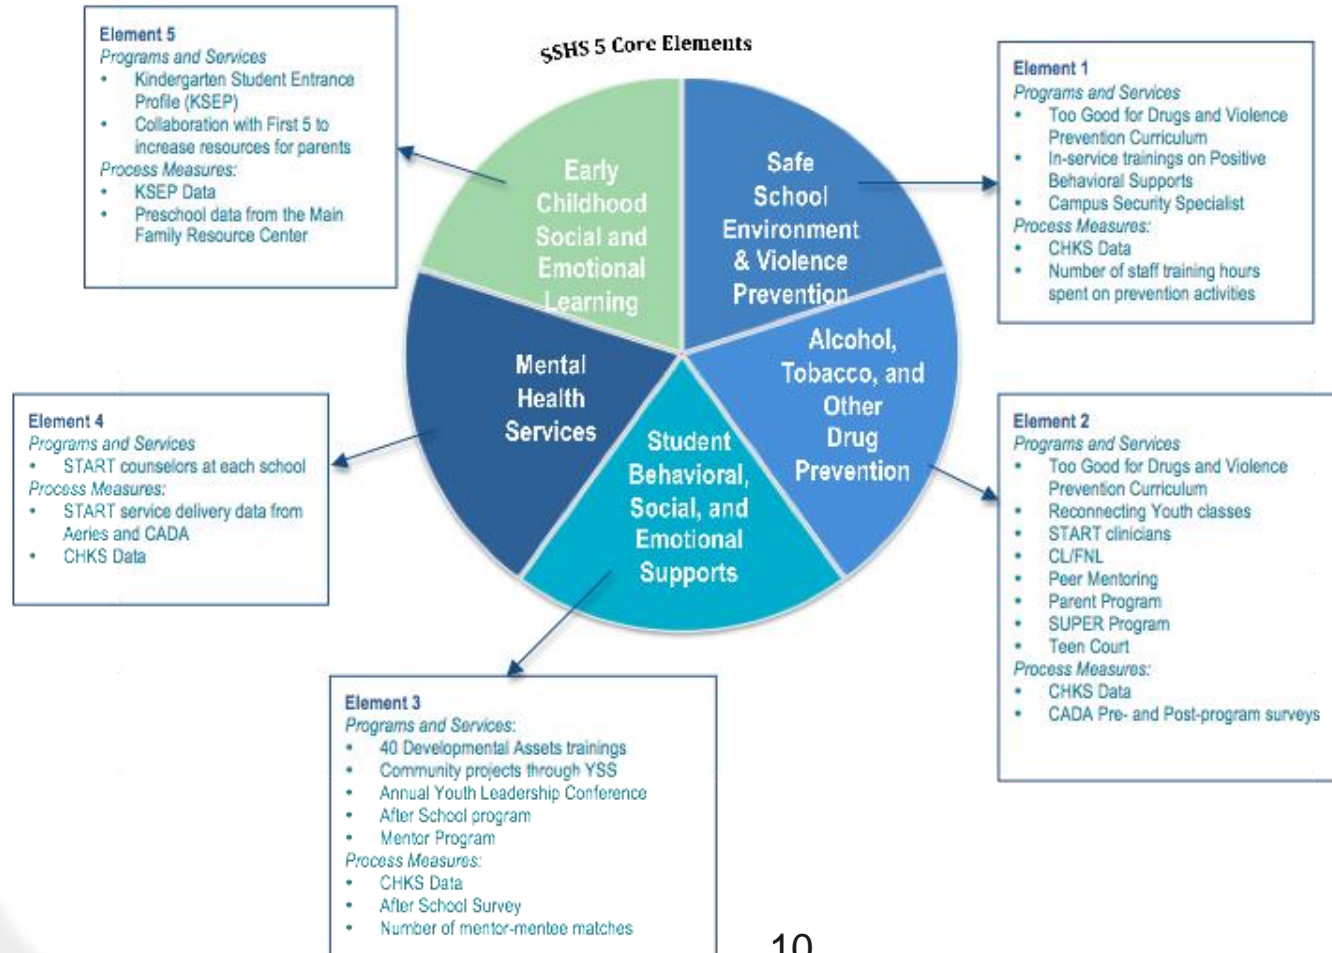 SSHS 5 Core Elements
Element 5
Programs and Services
• Kindergarten Student Entrance
Profile (KSEP)
• Collaboration with First 5 to
increase resources for parents
Process Measures:
• KSEP Data
• Preschool data from the Main
Family Resource Center
Early
Childhood
Social and
Emotional
Learning
Safe
School
Environment
& Violence
Prevention
Element 1
Programs and Services
• Too Good for Drugs and Violence
Prevention Curriculum
• In-service trainings on Positive
Behavioral Supports
• Campus Security Specialist
Process Measures:
• CHKS Data
• Number of staff training hours
spent on prevention activities
Mental
Health
Services
Alcohol,
Tobacco, and
Other
Drug
Prevention
Student
Behavioral,
Social, and
Emotional
Supports
Element 4
Programs and Services
• START counselors at each school
Process Measures:
• START service delivery data from
Aeries and CADA
• CHKS Data
Element 2
Programs and Services
• Too Good for Drugs and Violence
Prevention Curriculum
• Reconnecting Youth classes
• START clinicians
• CL/FNL
• Peer Mentoring
• Parent Program
• SUPER Program
• Teen Court
Process Measures:
• CHKS Data
• CADA Pre- and Post-program surveys
Element 3
Programs and Services:
• 40 Developmental Assets trainings
• Community projects through YSS
• Annual Youth Leadership Conference
• After School program
• Mentor Program
Process Measures:
• CHKS Data
• After School Survey
• Number of mentor-mentee matches
10